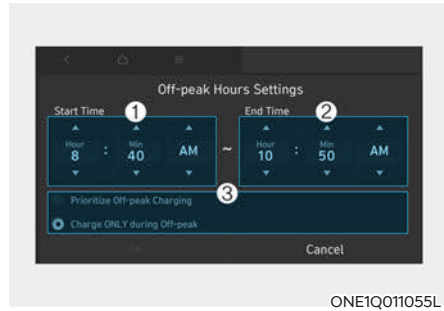 Off-peak Hours Settings
Start Time 1 End Time 2
Hour Min Hour Min
8 : 40 AM ~ 10 : 50 AM
3
Prioritize Off-peak Charging
Charge ONLY during Off-peak
OK Cancel
ONE1Q011055L